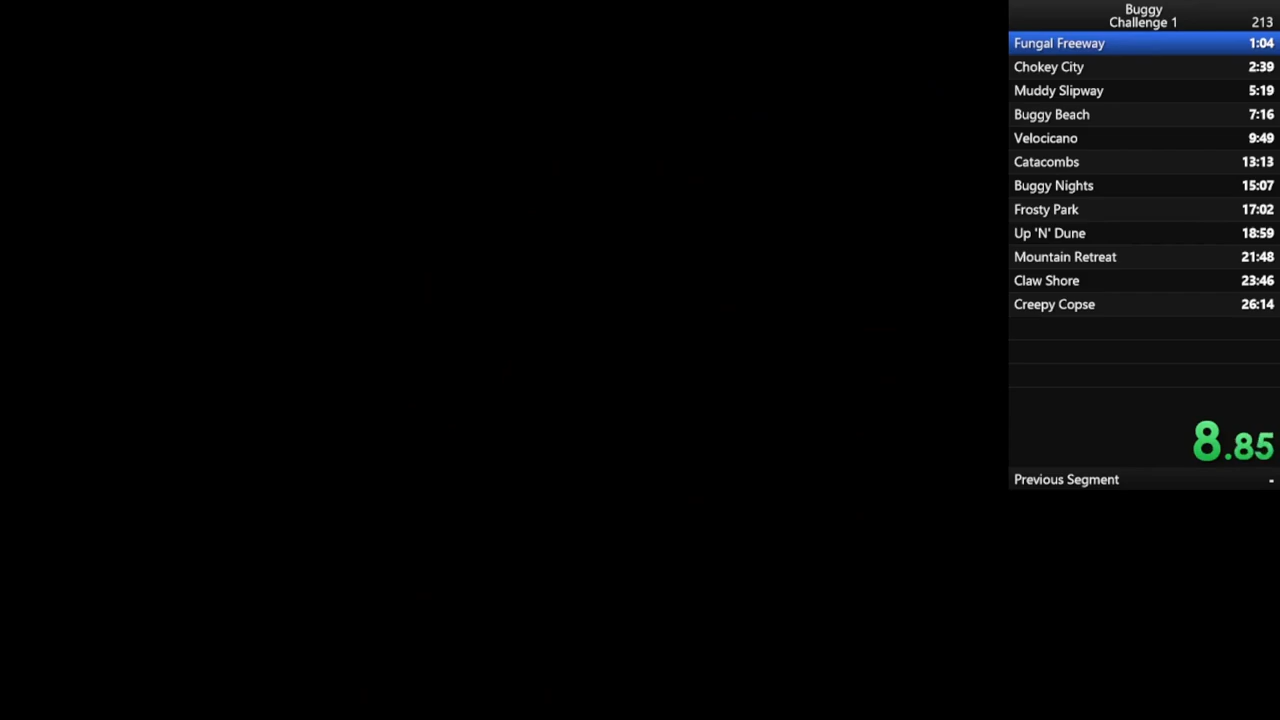 Buggy
Challenge 1 213
Fungal Freeway 1:04
Chokey City 2:39
Muddy Slipway 5:19
Buggy Beach 7:16
Velocicano 9:49
Catacombs 13:13
Buggy Nights 15:07
Frosty Park 17:02
Up 'N' Dune 18:59
Mountain Retreat 21:48
Claw Shore 23:46
Creepy Copse 26:14
8.85
Previous Segment -